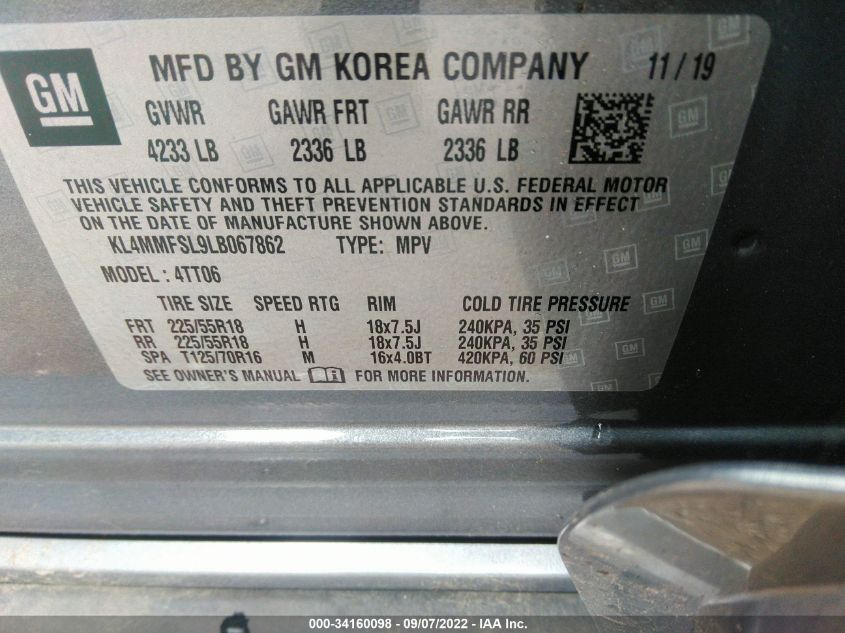 GM MFD BY GM KOREA COMPANY 11/19
GVWR GAWR FRT GAWR RR
4233 LB 2336 LB 2336 LB
THIS VEHICLE CONFORMS TO ALL APPLICABLE U.S. FEDERAL MOTOR
VEHICLE SAFETY AND THEFT PREVENTION STANDARDS IN EFFECT
ON THE DATE OF MANUFACTURE SHOWN ABOVE.
KL4MMFSL9LB067862 TYPE: MPV
MODEL: 4TT06
TIRE SIZE SPEED RTG RIM COLD TIRE PRESSURE
FRT 225/55R18 H 18x7.5J 240KPA, 35 PSI
RR 225/55R18 H 18x7.5J 240KPA, 35 PSI
SPA T125/70R16 M 16x4.0BT 420KPA, 60 PSI
SEE OWNER'S MANUAL FOR MORE INFORMATION.
000-34160098 - 09/07/2022 - IAA Inc.